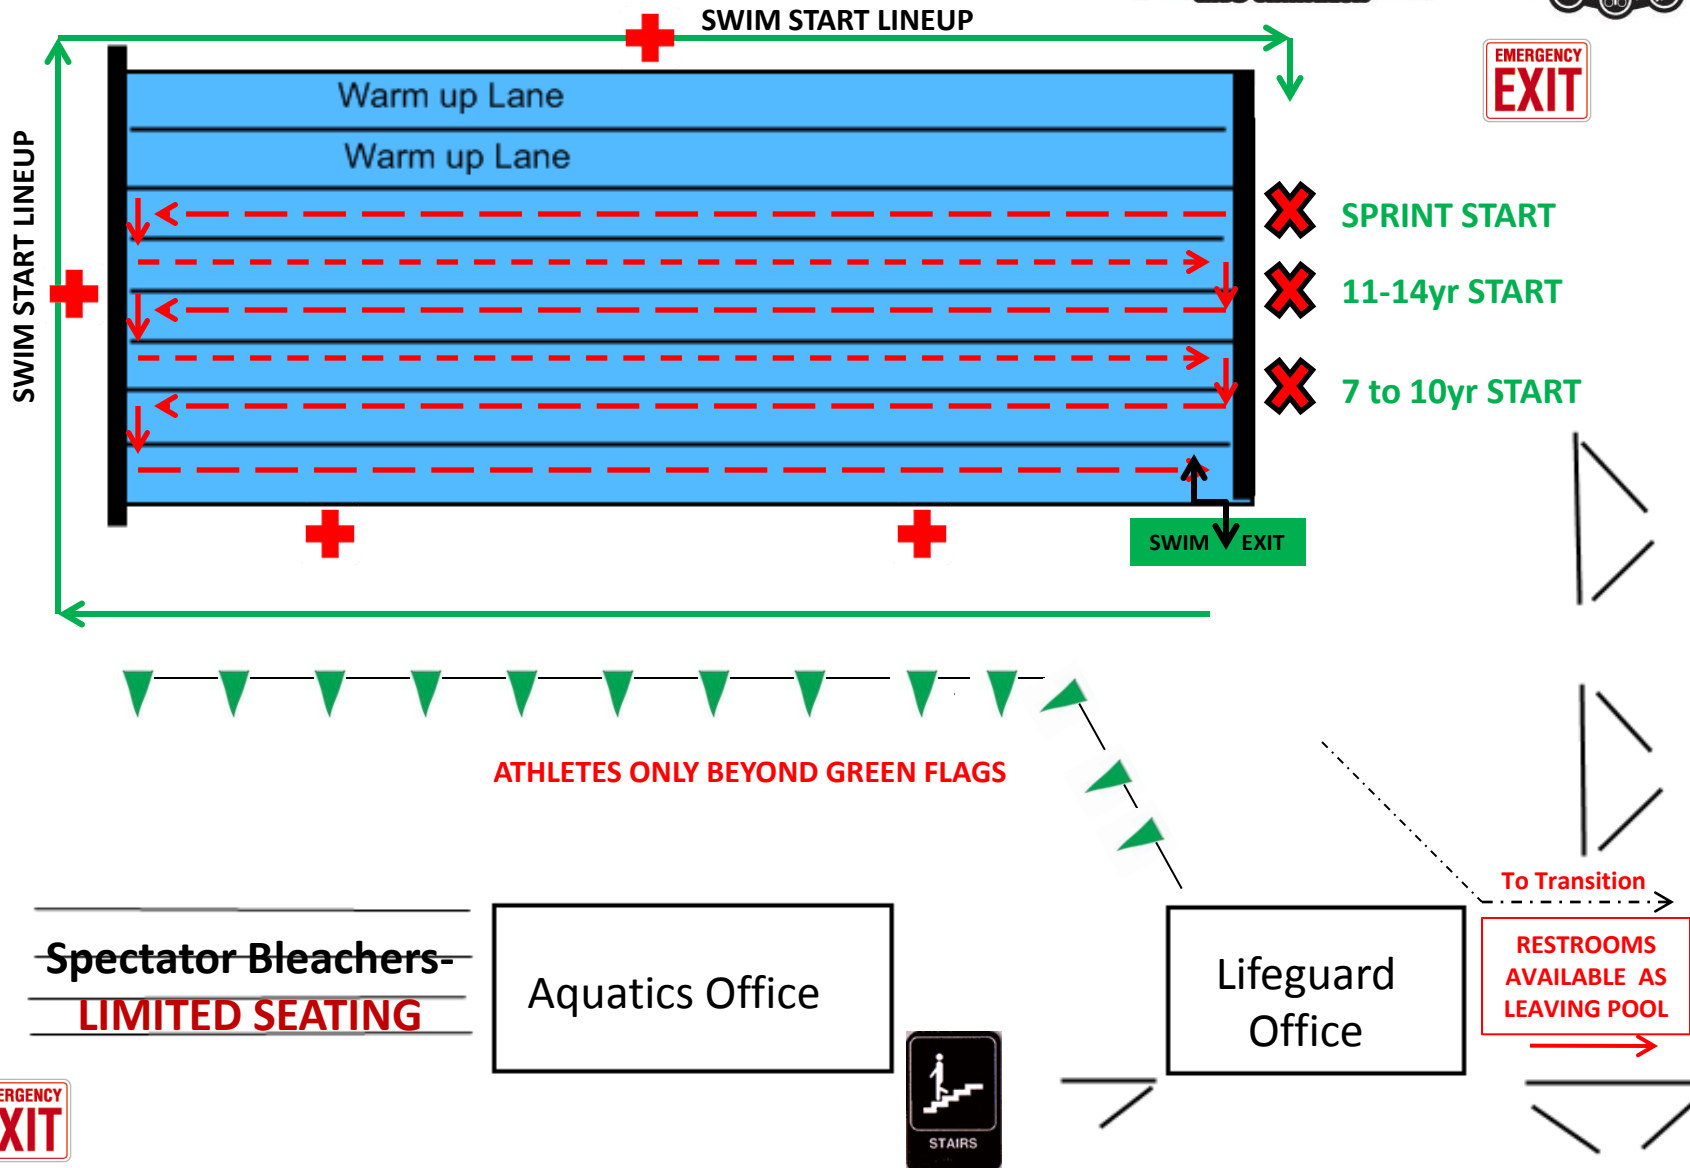 SWIM START LINEUP
EMERGENCY
EXIT
Warm up Lane
Warm up Lane
SWIM START LINEUP
SPRINT START
11-14yr START
7 to 10yr START
SWIM EXIT
ATHLETES ONLY BEYOND GREEN FLAGS
To Transition
Spectator Bleachers-
LIMITED SEATING
Aquatics Office
Lifeguard
Office
RESTROOMS
AVAILABLE AS
LEAVING POOL
STAIRS
ERGENCY
XIT